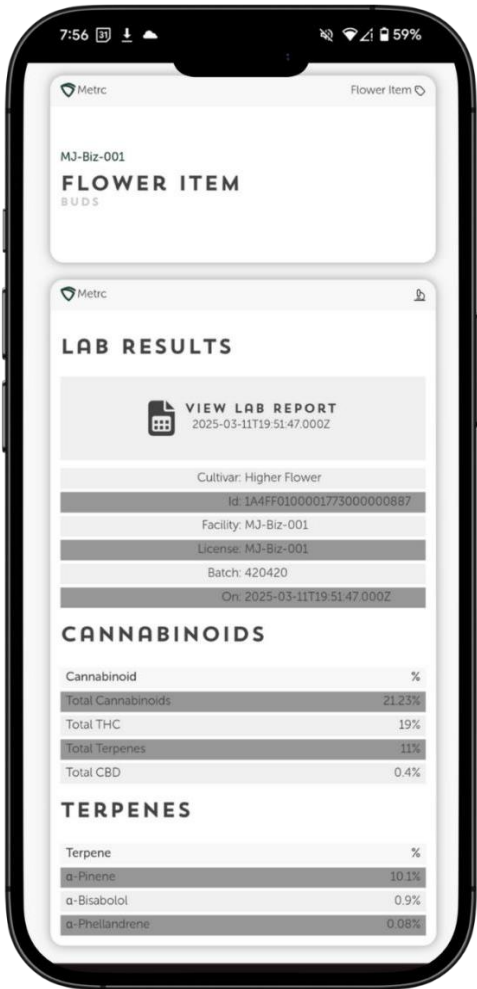 7:56 31 59%
Metrc Flower Item
MJ-Biz-001
FLOWER ITEM
BUDS
Metrc
LAB RESULTS
VIEW LAB REPORT
2025-03-11T19:51:47.000Z
Cultivar: Higher Flower
Id: 1A4FF0100001773000000887
Facility: MJ-Biz-001
License: MJ-Biz-001
Batch: 420420
On: 2025-03-11T19:51:47.000Z
CANNABINOIDS
Cannabinoid %
Total Cannabinoids 21.23%
Total THC 19%
Total Terpenes 11%
Total CBD 0.4%
TERPENES
Terpene %
α-Pinene 10.1%
α-Bisabolol 0.9%
α-Phellandrene 0.08%